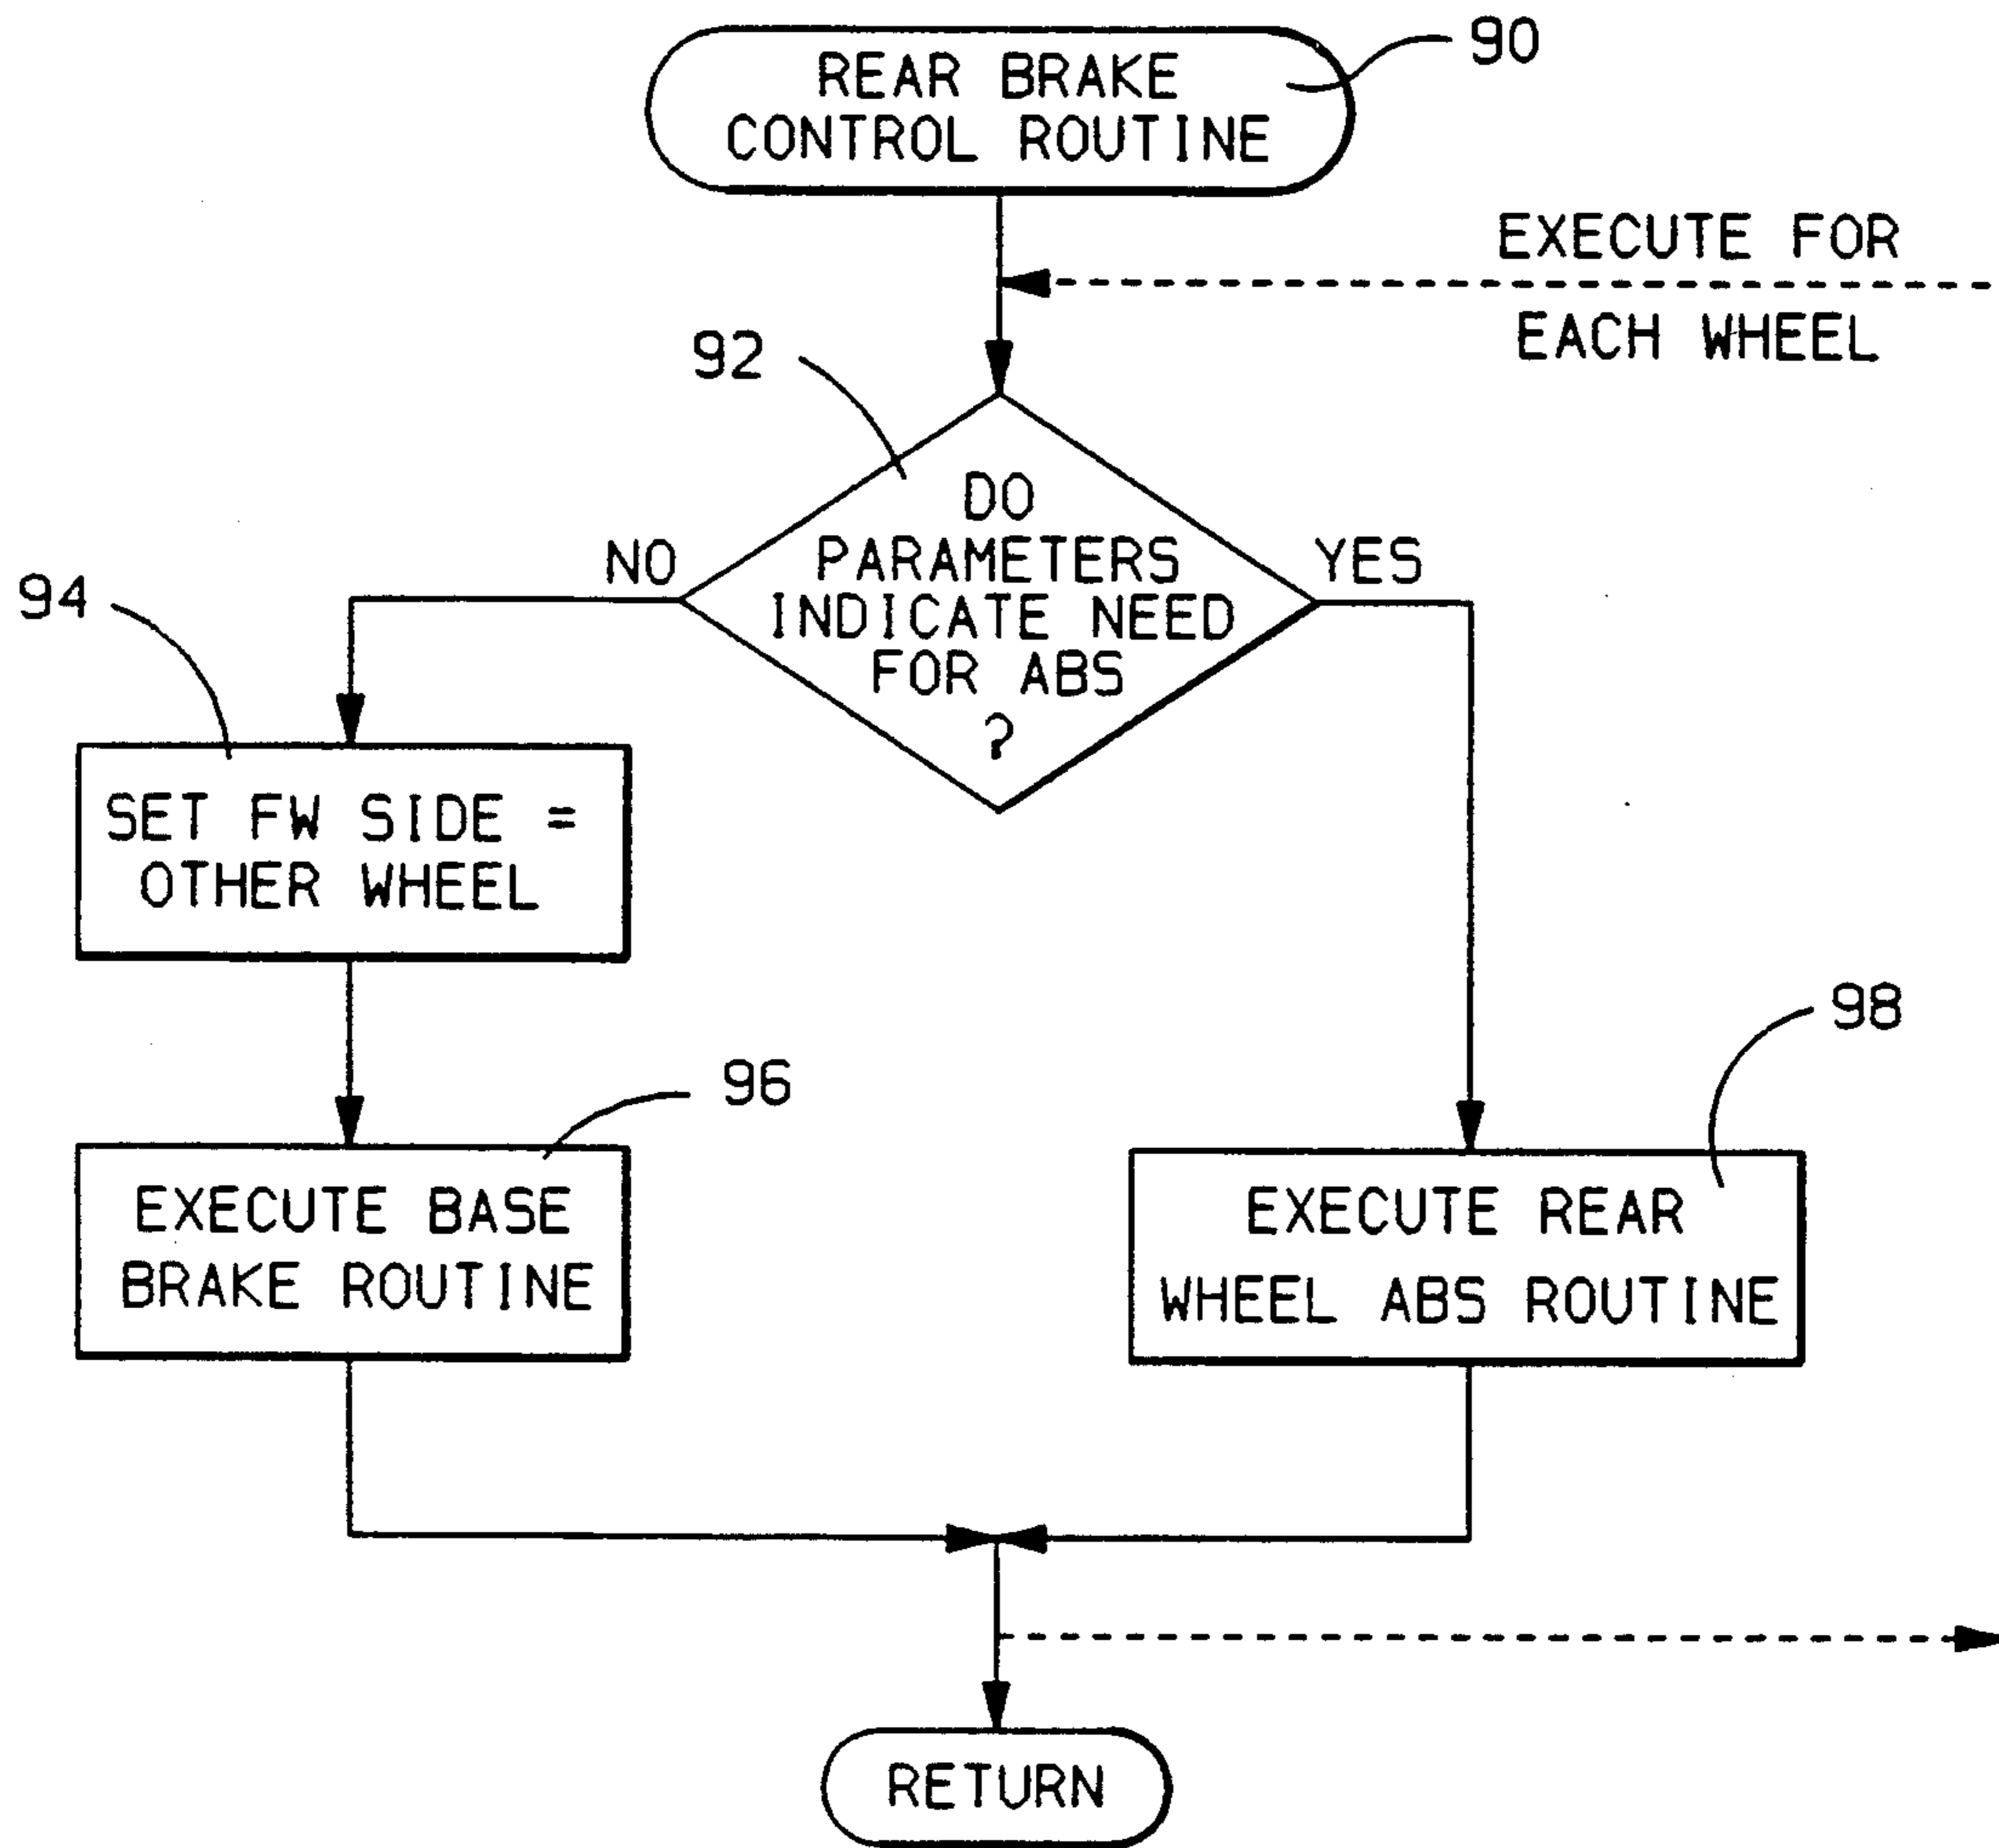 REAR BRAKE
CONTROL ROUTINE
90
EXECUTE FOR
EACH WHEEL
92
DO
PARAMETERS
INDICATE NEED
FOR ABS
?
NO
YES
94
SET FW SIDE =
OTHER WHEEL
96
EXECUTE BASE
BRAKE ROUTINE
98
EXECUTE REAR
WHEEL ABS ROUTINE
RETURN